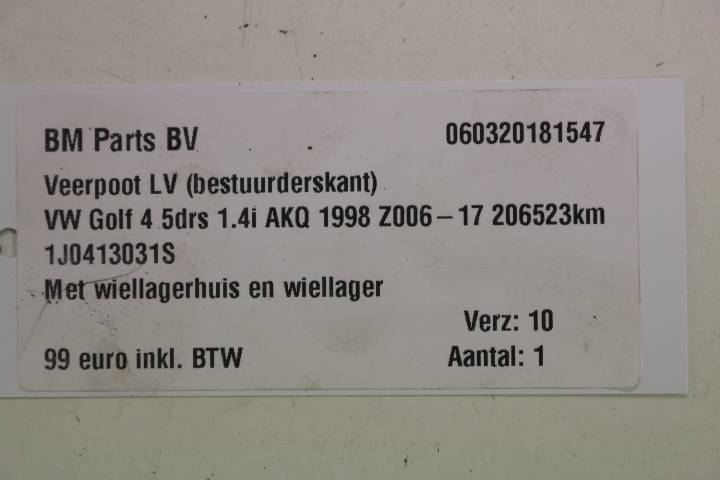 BM Parts BV 060320181547
Veerpoot LV (bestuurderskant)
VW Golf 4 5drs 1.4i AKQ 1998 Z006-17 206523km
1J0413031S
Met wiellagerhuis en wiellager
Verz: 10
99 euro inkl. BTW Aantal: 1